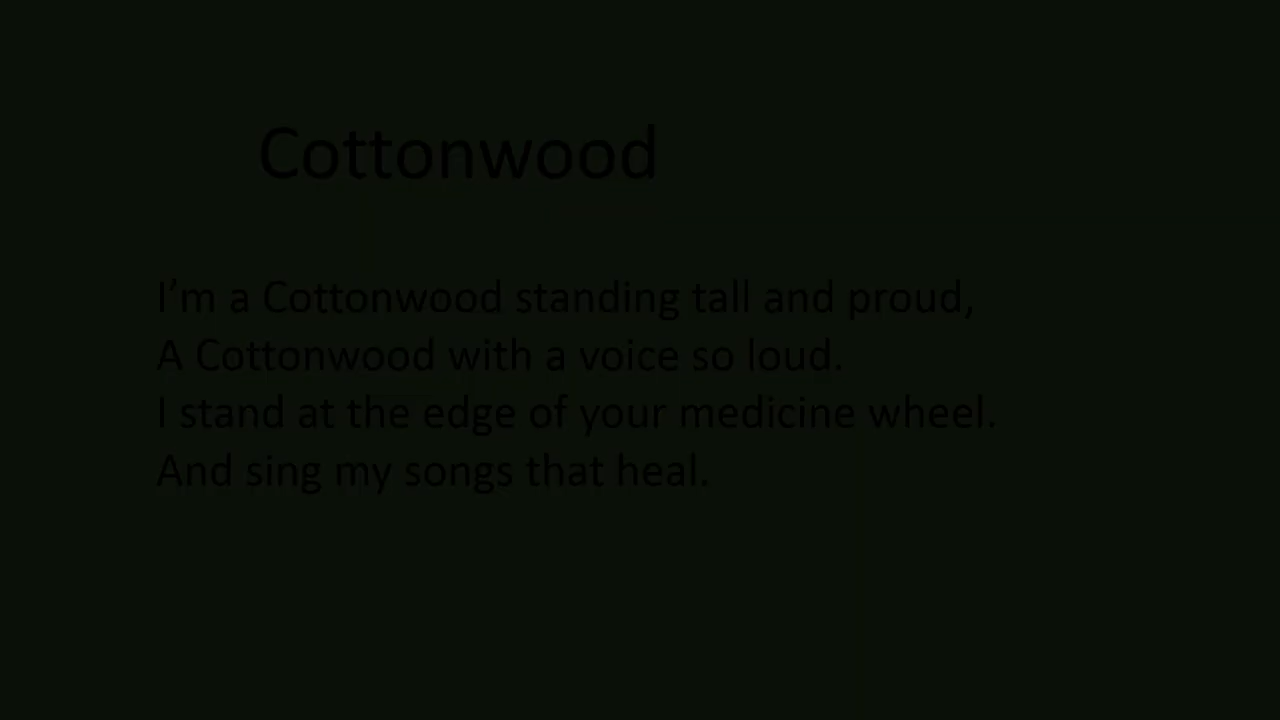 Cottonwood
I’m a Cottonwood standing tall and proud,
A Cottonwood with a voice so loud.
I stand at the edge of your medicine wheel.
And sing my songs that heal.